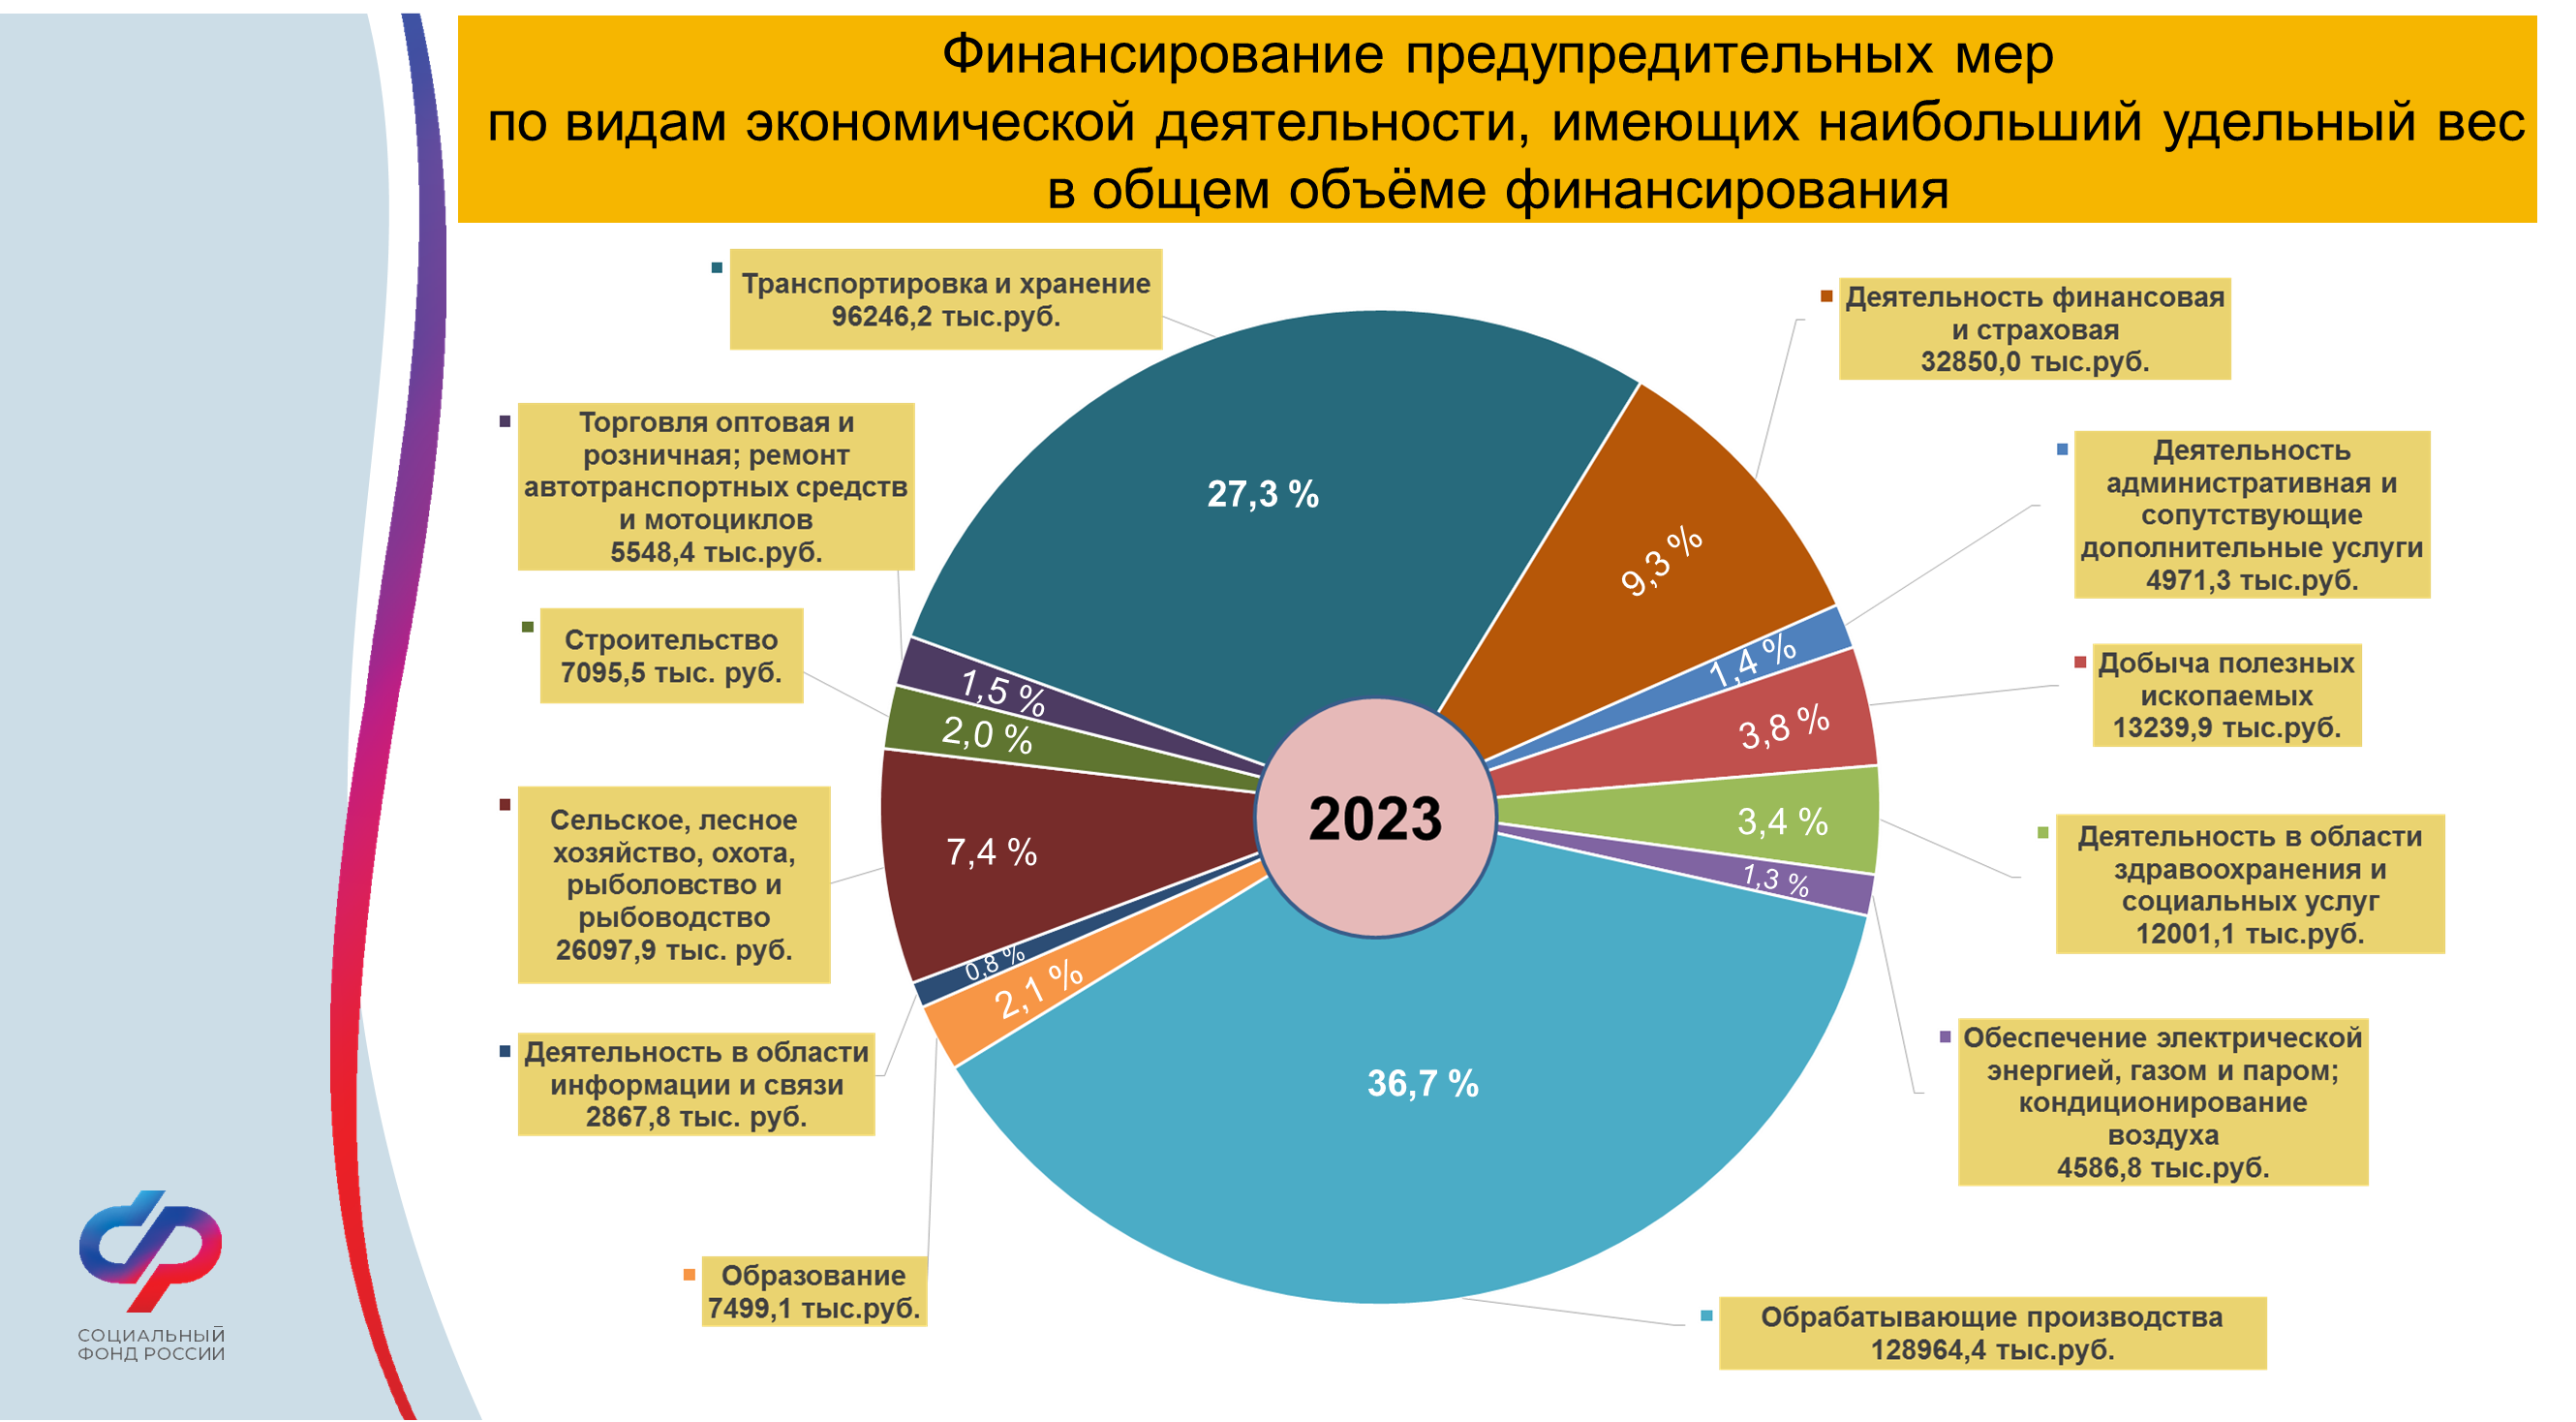 Финансирование предупредительных мер
по видам экономической деятельности, имеющих наибольший удельный вес
в общем объёме финансирования
Транспортировка и хранение
96246,2 тыс.руб.
Деятельность финансовая
и страховая
32850,0 тыс.руб.
Торговля оптовая и
розничная; ремонт
автотранспортных средств
и мотоциклов
5548,4 тыс.руб.
Деятельность
административная и
сопутствующие
дополнительные услуги
4971,3 тыс.руб.
Строительство
7095,5 тыс. руб.
Добыча полезных
ископаемых
13239,9 тыс.руб.
Сельское, лесное
хозяйство, охота,
рыболовство и
рыбоводство
26097,9 тыс. руб.
Деятельность в области
здравоохранения и
социальных услуг
12001,1 тыс.руб.
Деятельность в области
информации и связи
2867,8 тыс. руб.
Обеспечение электрической
энергией, газом и паром;
кондиционирование
воздуха
4586,8 тыс.руб.
Образование
7499,1 тыс.руб.
Обрабатывающие производства
128964,4 тыс.руб.
27,3 %
9,3 %
1,4 %
1,5 %
3,8 %
2,0 %
3,4 %
2023
7,4 %
1,3 %
0,8 %
2,1 %
36,7 %
СОЦИАЛЬНЫЙ
ФОНД РОССИИ